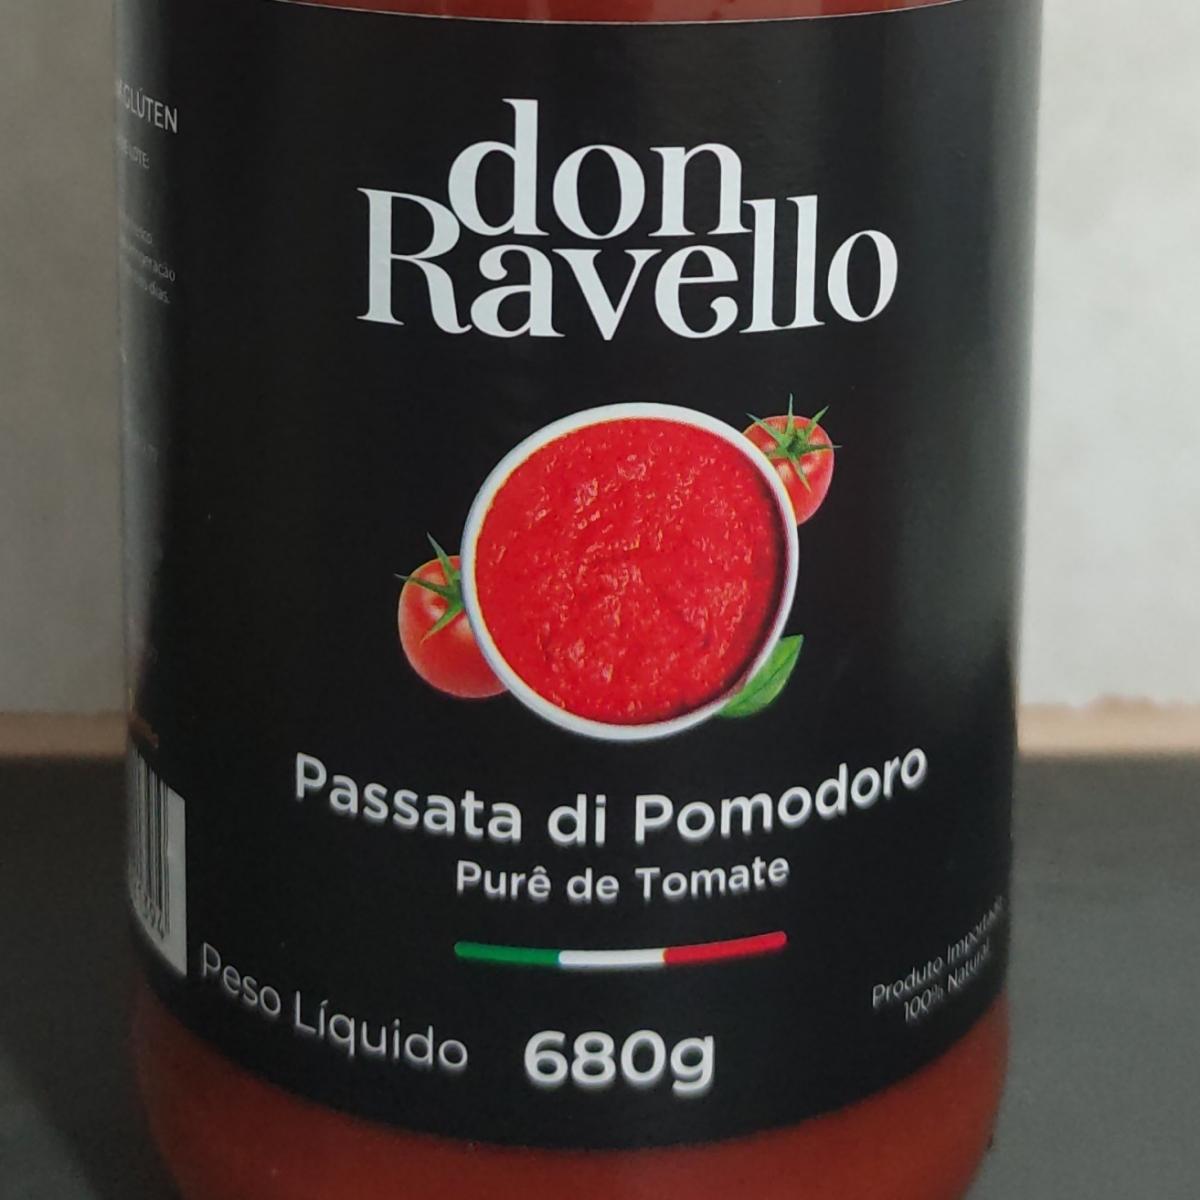 GLÚTEN
don
Ravello
Passata di Pomodoro
Purê de Tomate
Peso Líquido 680g
Produto Importado
100% Natural